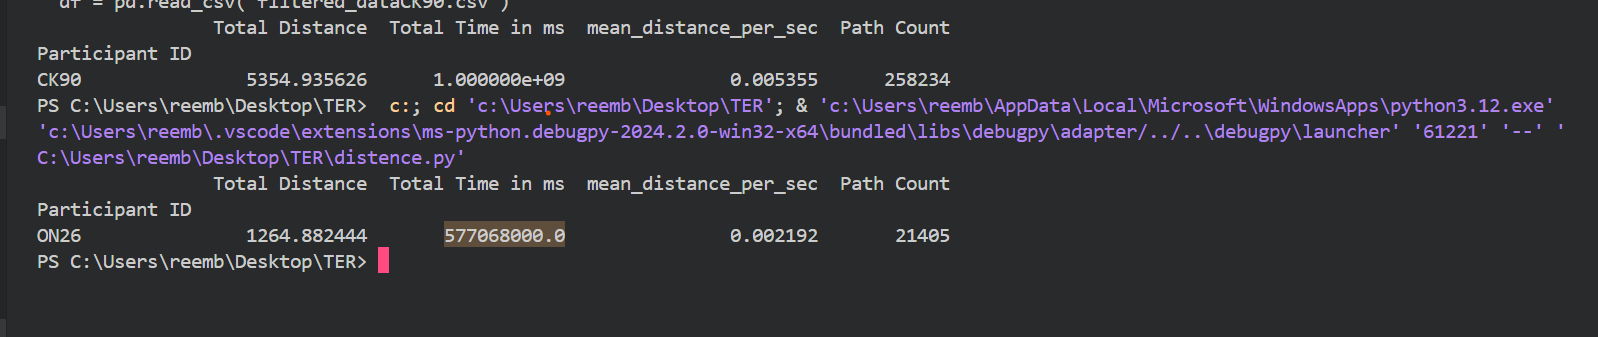 df = pd.read_csv('filtered_dataCK90.csv')
Total Distance  Total Time in ms  mean_distance_per_sec  Path Count
Participant ID
CK90  5354.935626  1.000000e+09  0.005355  258234
PS C:\Users\reemb\Desktop\TER>  c:; cd 'c:\Users\reemb\Desktop\TER'; & 'c:\Users\reemb\AppData\Local\Microsoft\WindowsApps\python3.12.exe'
'c:\Users\reemb\.vscode\extensions\ms-python.debugpy-2024.2.0-win32-x64\bundled\libs\debugpy\adapter/../..\debugpy\launcher' '61221' '--' '
C:\Users\reemb\Desktop\TER\distence.py'
Total Distance  Total Time in ms  mean_distance_per_sec  Path Count
Participant ID
ON26  1264.882444  577068000.0  0.002192  21405
PS C:\Users\reemb\Desktop\TER>